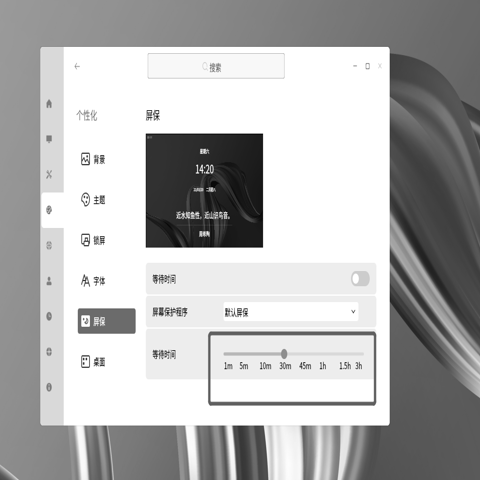 搜索
个性化
屏保
背景
主题
锁屏
字体
屏保
桌面
14:20
近水知鱼性，近山识鸟音。
等待时间
屏幕保护程序 默认屏保
等待时间
1m 5m 10m 30m 45m 1h 1.5h 3h